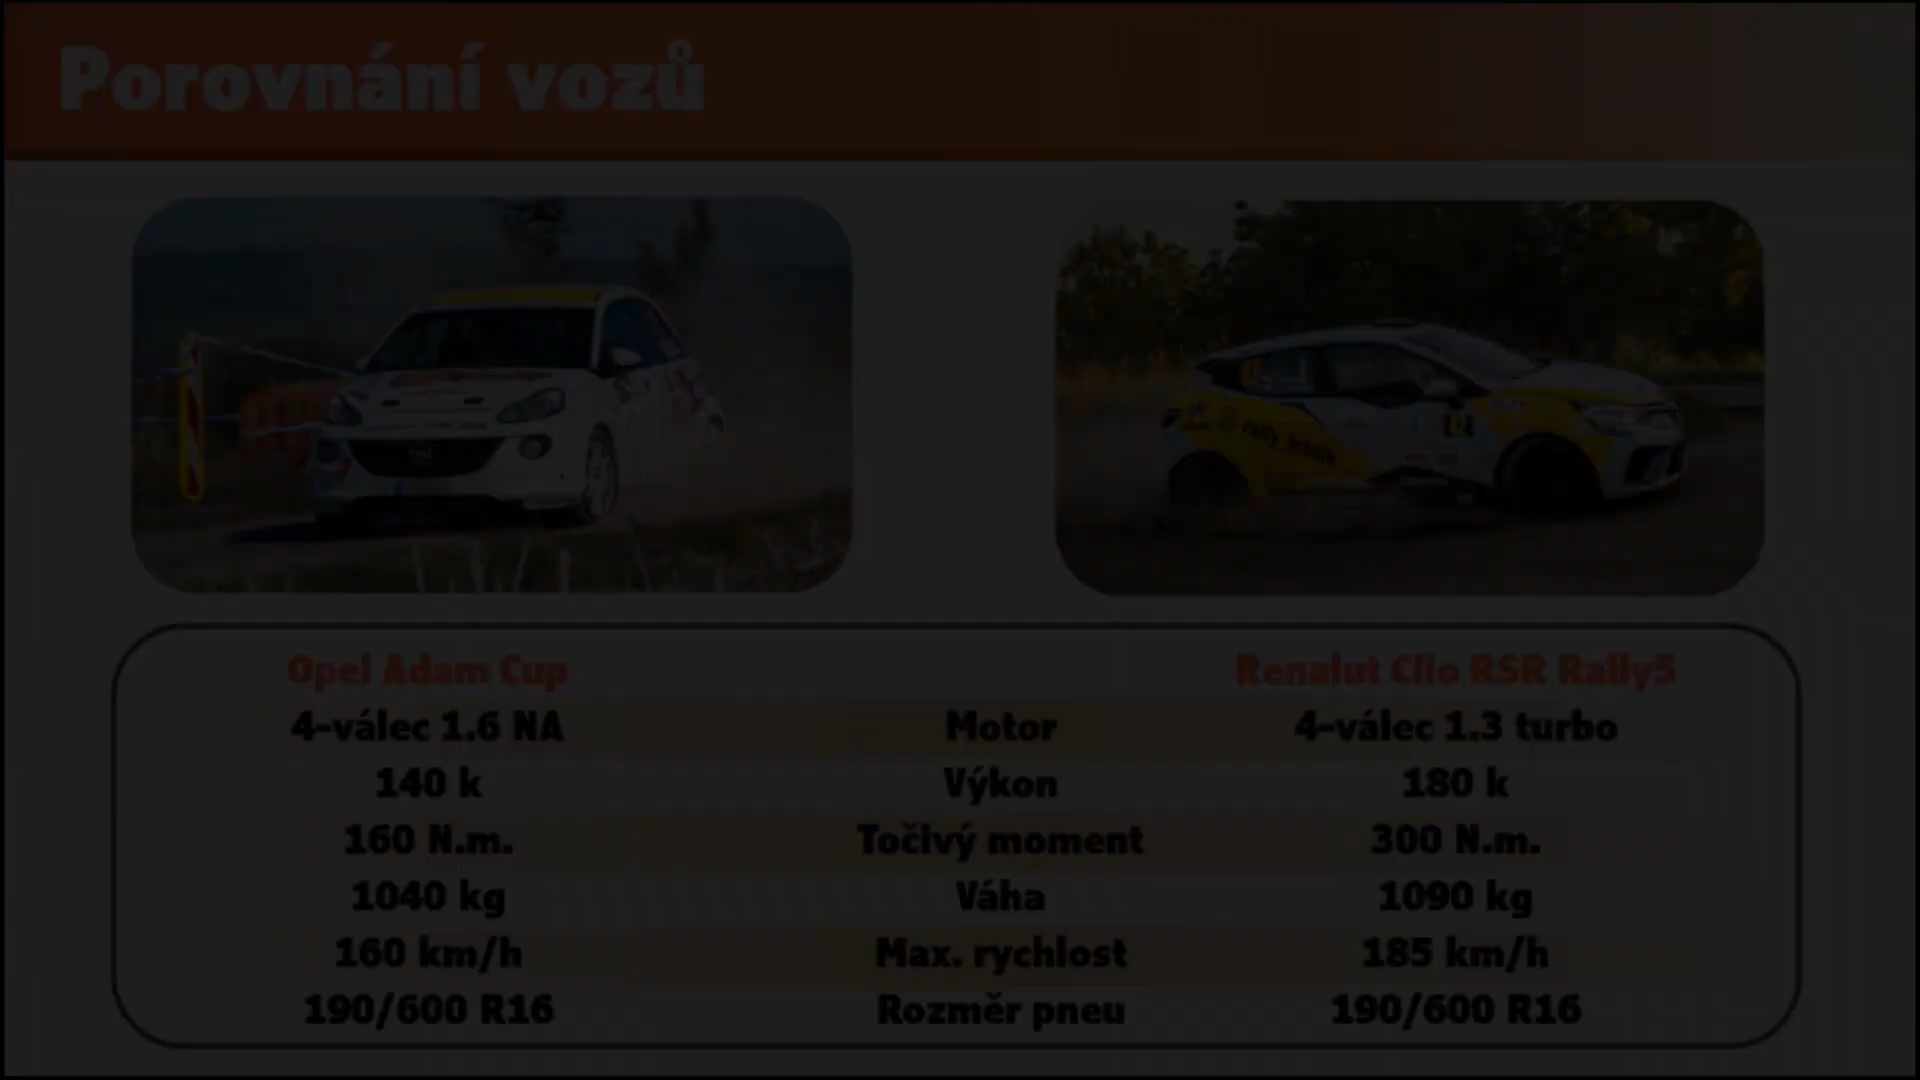 Porovnání vozů
Opel Adam Cup Renalut Clio RSR Rally5
4-válec 1.6 NA Motor 4-válec 1.3 turbo
140 k Výkon 180 k
160 N.m. Točivý moment 300 N.m.
1040 kg Váha 1090 kg
160 km/h Max. rychlost 185 km/h
190/600 R16 Rozměr pneu 190/600 R16